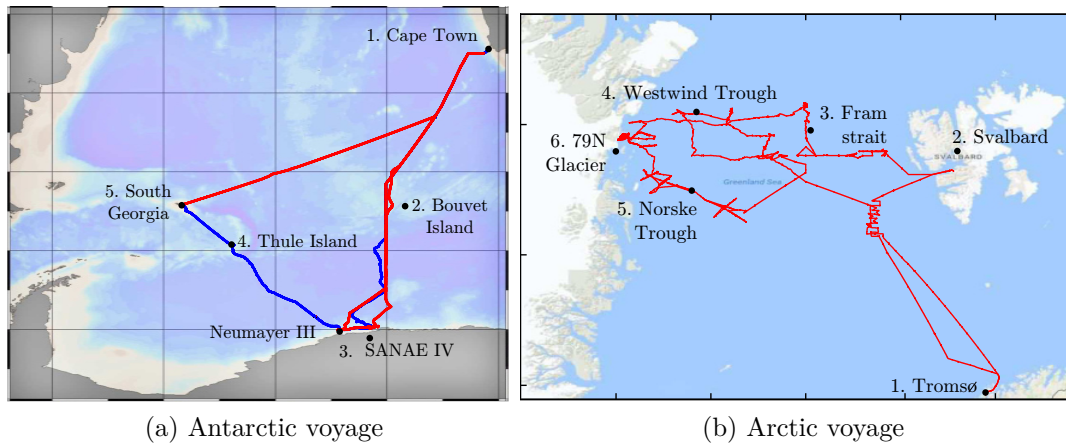 1. Cape Town
5. South
Georgia
2. Bouvet
Island
4. Thule Island
Neumayer III
3. SANAE IV
(a) Antarctic voyage
4. Westwind Trough
3. Fram
strait
6. 79N
Glacier
2. Svalbard
SVALBARD
Greenland Sea
5. Norske
Trough
1. Tromsø
(b) Arctic voyage